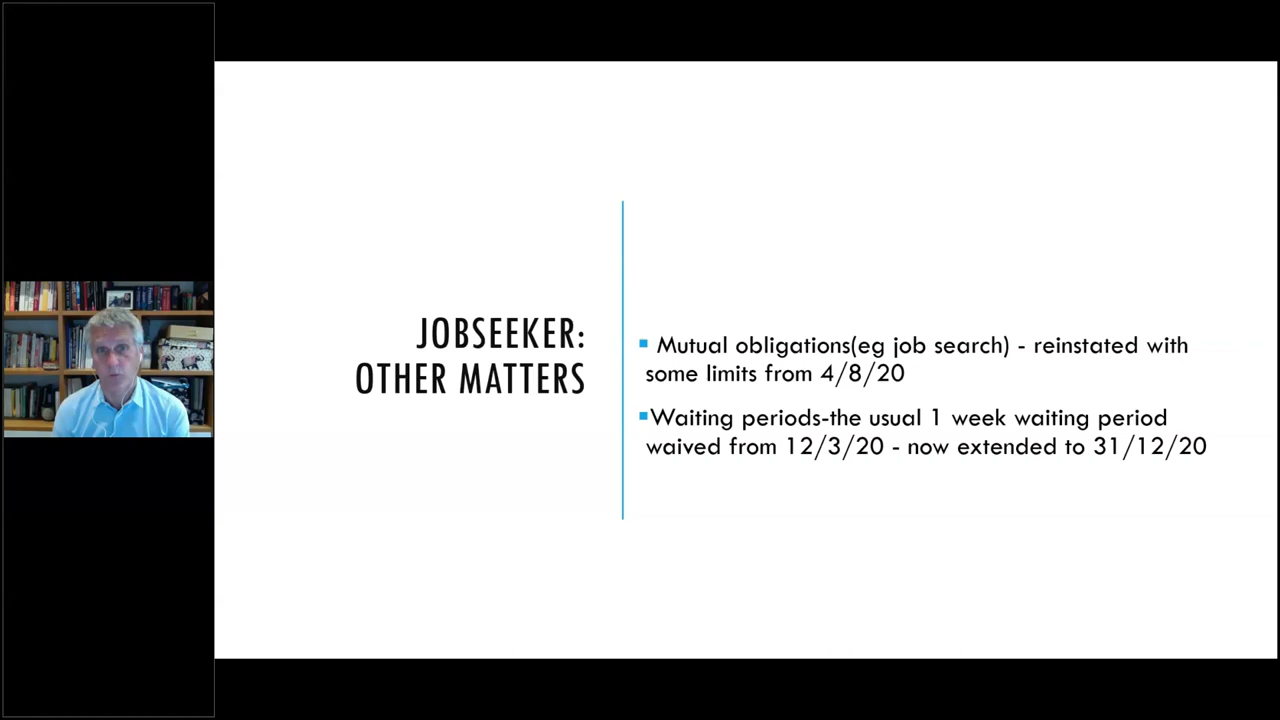 JOBSEEKER:
OTHER MATTERS
▪ Mutual obligations(eg job search) - reinstated with
some limits from 4/8/20
▪Waiting periods-the usual 1 week waiting period
waived from 12/3/20 - now extended to 31/12/20